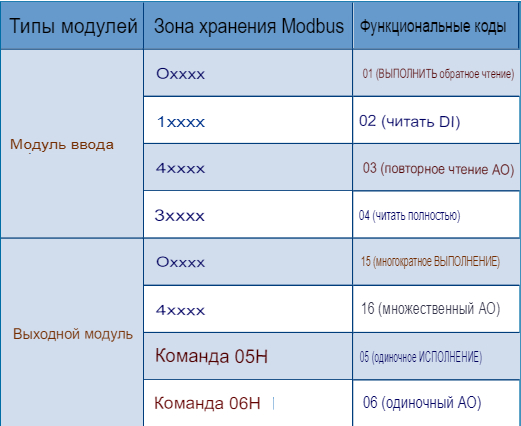 Типы модулей Зона хранения Modbus Функциональные коды
Модуль ввода
Oxxxx 01 (ВЫПОЛНИТЬ обратное чтение)
1xxxx 02 (читать DI)
4xxxx 03 (повторное чтение АО)
3xxxx 04 (читать полностью)
Выходной модуль
Oxxxx 15 (многократное ВЫПОЛНЕНИЕ)
4xxxx 16 (множественный АО)
Команда 05H 05 (одиночное ИСПОЛНЕНИЕ)
Команда 06H 06 (одиночный АО)